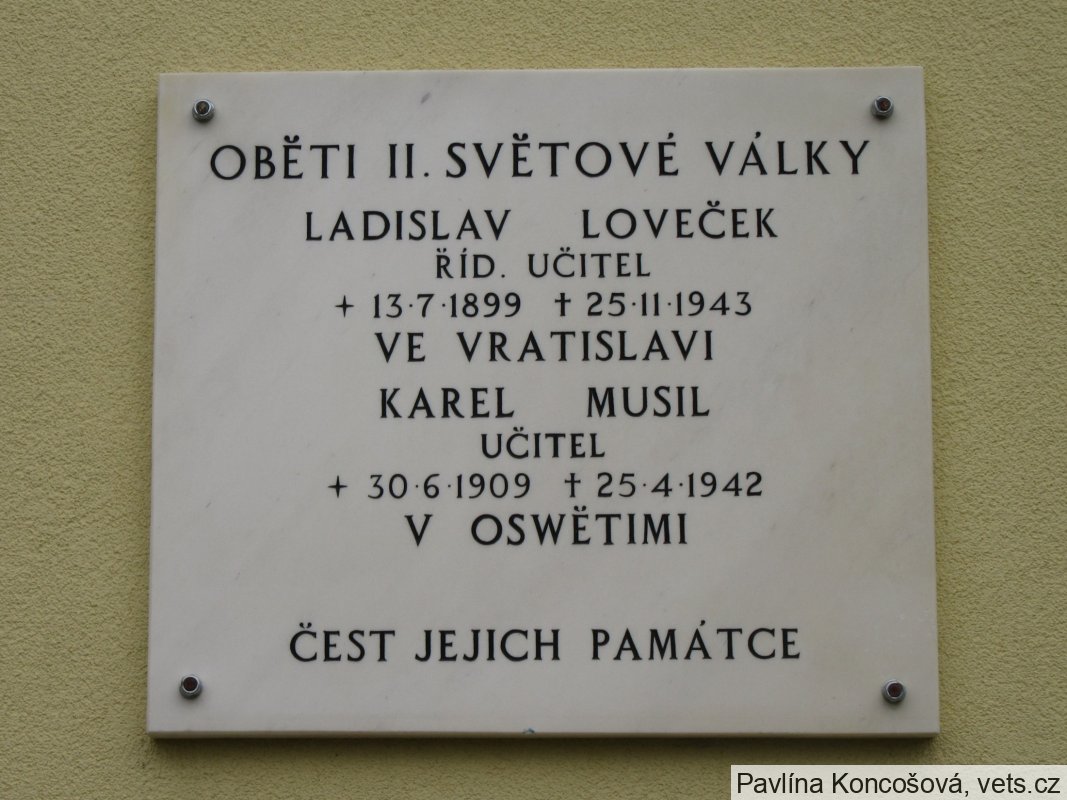 OBĚTI II. SVĚTOVÉ VÁLKY
LADISLAV LOVEČEK
ŘÍD. UČITEL
+ 13·7·1899 † 25·11·1943
VE VRATISLAVI
KAREL MUSIL
UČITEL
+ 30·6·1909 † 25·4·1942
V OSWĚTIMI
ČEST JEJICH PAMÁTCE
Pavlína Koncošová, vets.cz